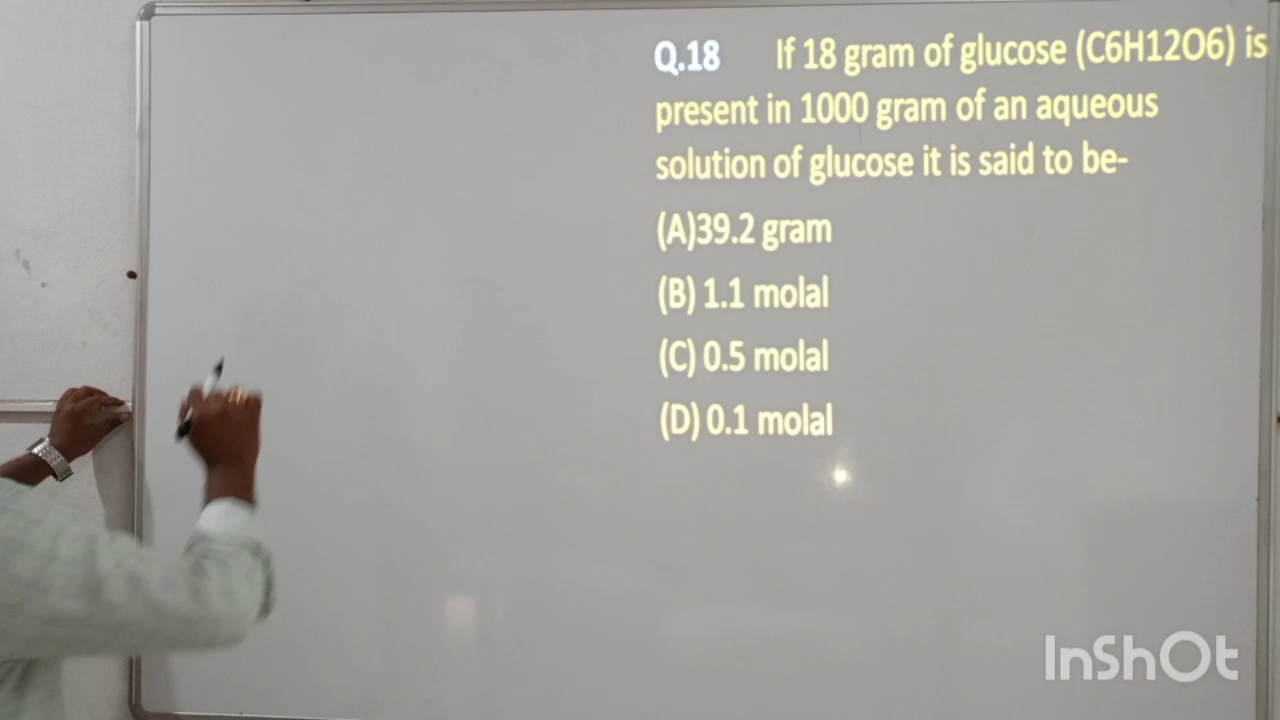 Q.18 If 18 gram of glucose (C6H12O6) is
present in 1000 gram of an aqueous
solution of glucose it is said to be-
(A)39.2 gram
(B) 1.1 molal
(C) 0.5 molal
(D) 0.1 molal
InShOt